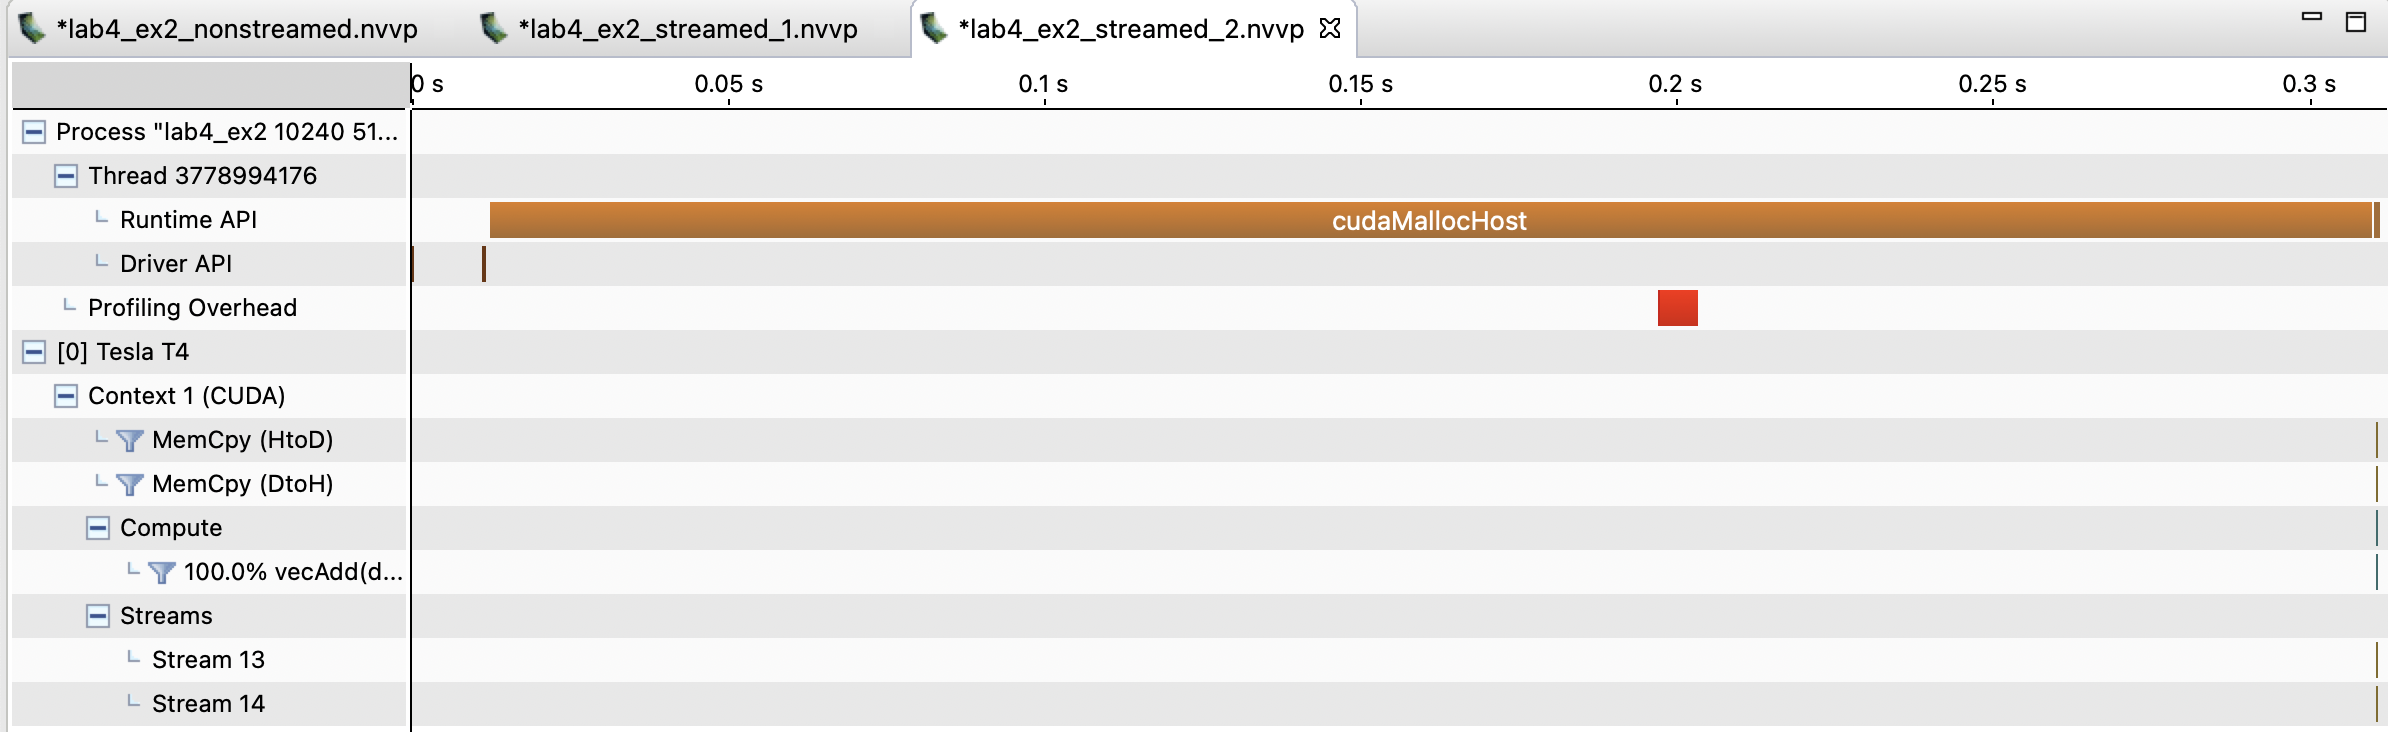 *lab4_ex2_nonstreamed.nvvp *lab4_ex2_streamed_1.nvvp *lab4_ex2_streamed_2.nvvp
0 s 0.05 s 0.1 s 0.15 s 0.2 s 0.25 s 0.3 s
Process "lab4_ex2 10240 51...
Thread 3778994176
Runtime API cudaMallocHost
Driver API
Profiling Overhead
[0] Tesla T4
Context 1 (CUDA)
MemCpy (HtoD)
MemCpy (DtoH)
Compute
100.0% vecAdd(d...
Streams
Stream 13
Stream 14